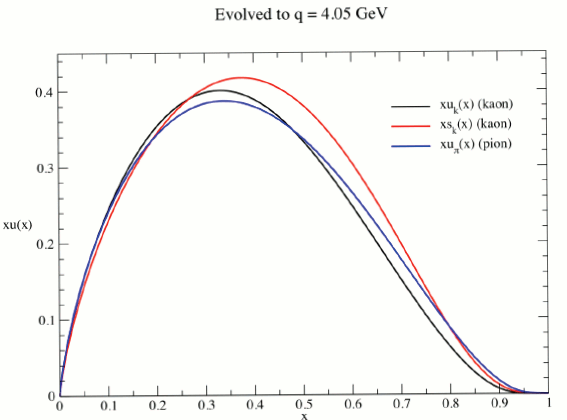 Evolved to q = 4.05 GeV
xu_k(x) (kaon)
xs_k(x) (kaon)
xu_π(x) (pion)
xu(x)
0.4
0.3
0.2
0.1
0
0 0.1 0.2 0.3 0.4 0.5 0.6 0.7 0.8 0.9 1
x